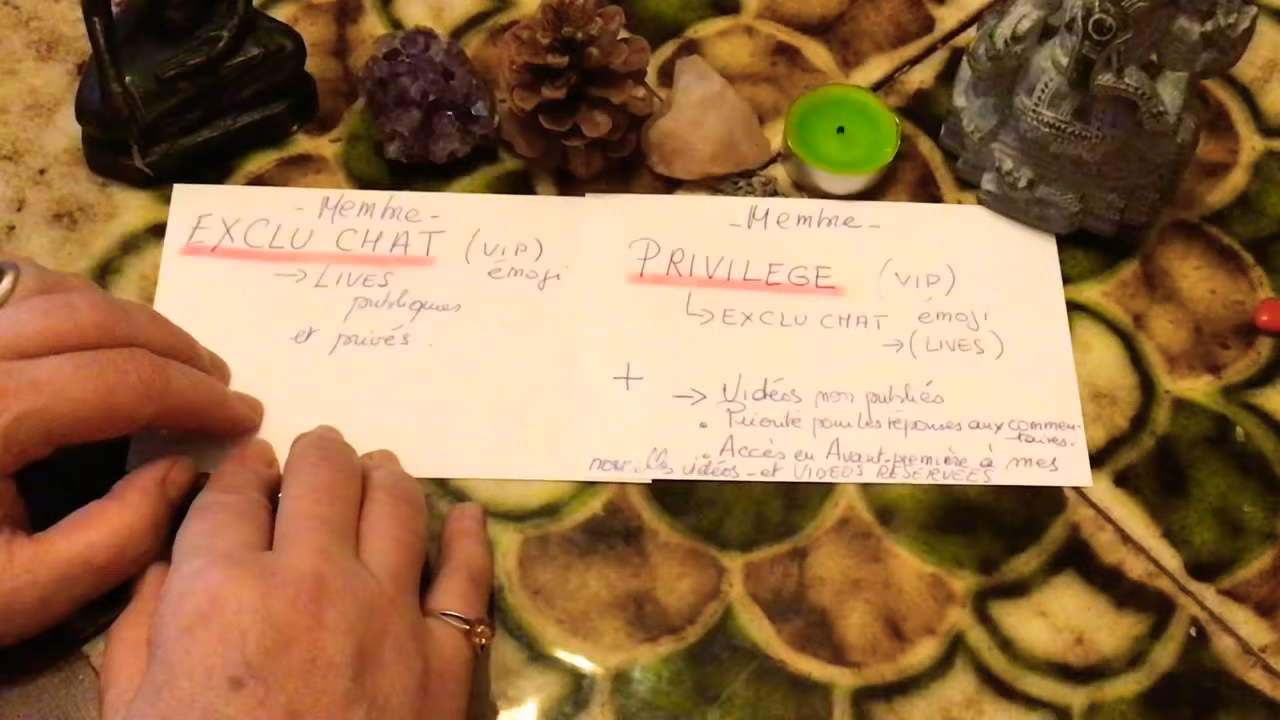 - Membre -
EXCLU CHAT (VIP)
émoji
→ LIVES
publiques
et privés.
- Membre -
PRIVILEGE (VIP)
↳ EXCLU CHAT émoji
→ (LIVES)
+ → Vidéos non publiés
. Priorité pour les réponses aux commen-
taires.
. Accès en Avant-première à mes
nouvelles vidéos - et VIDEOS RESERVEES